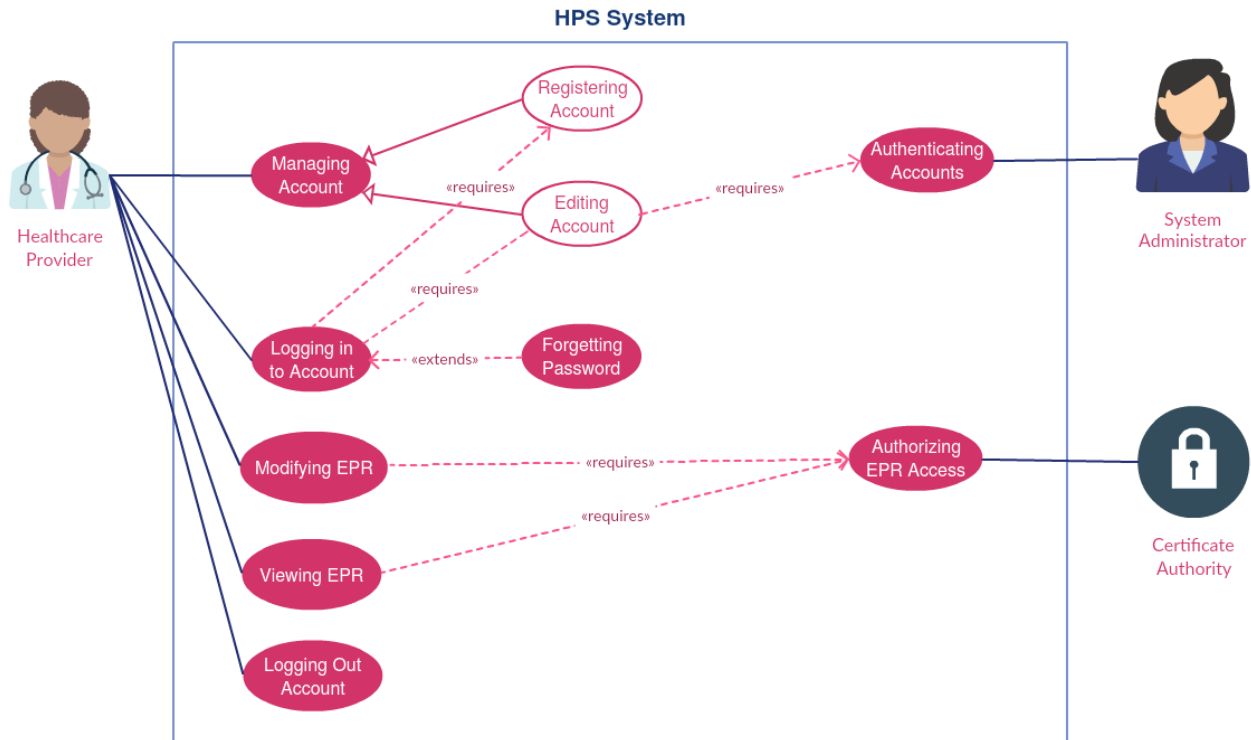 HPS System
Registering
Account
Managing
Account
«requires»
Editing
Account
«requires»
Authenticating
Accounts
Healthcare
Provider
System
Administrator
«requires»
Logging in
to Account
«extends»
Forgetting
Password
Modifying EPR
«requires»
Authorizing
EPR Access
«requires»
Viewing EPR
Certificate
Authority
Logging Out
Account